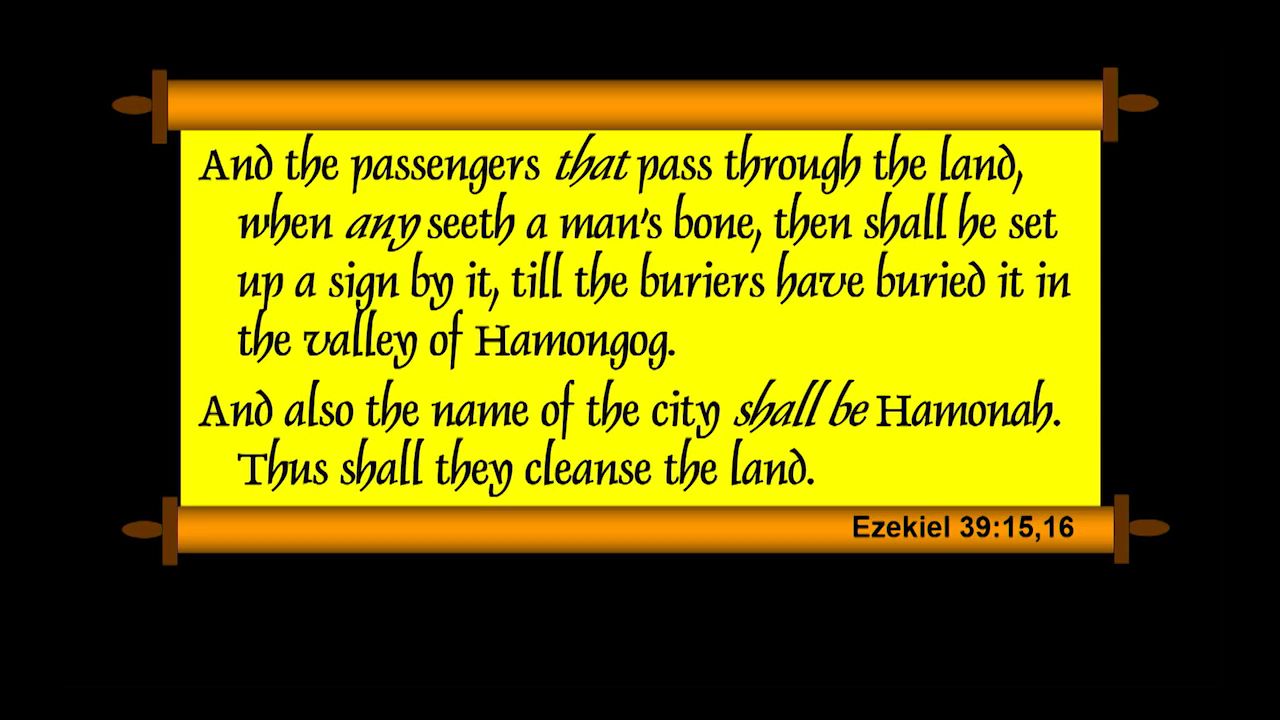 And the passengers that pass through the land,
when any seeth a man's bone, then shall he set
up a sign by it, till the buriers have buried it in
the valley of Hamongog.
And also the name of the city shall be Hamonah.
Thus shall they cleanse the land.
Ezekiel 39:15,16